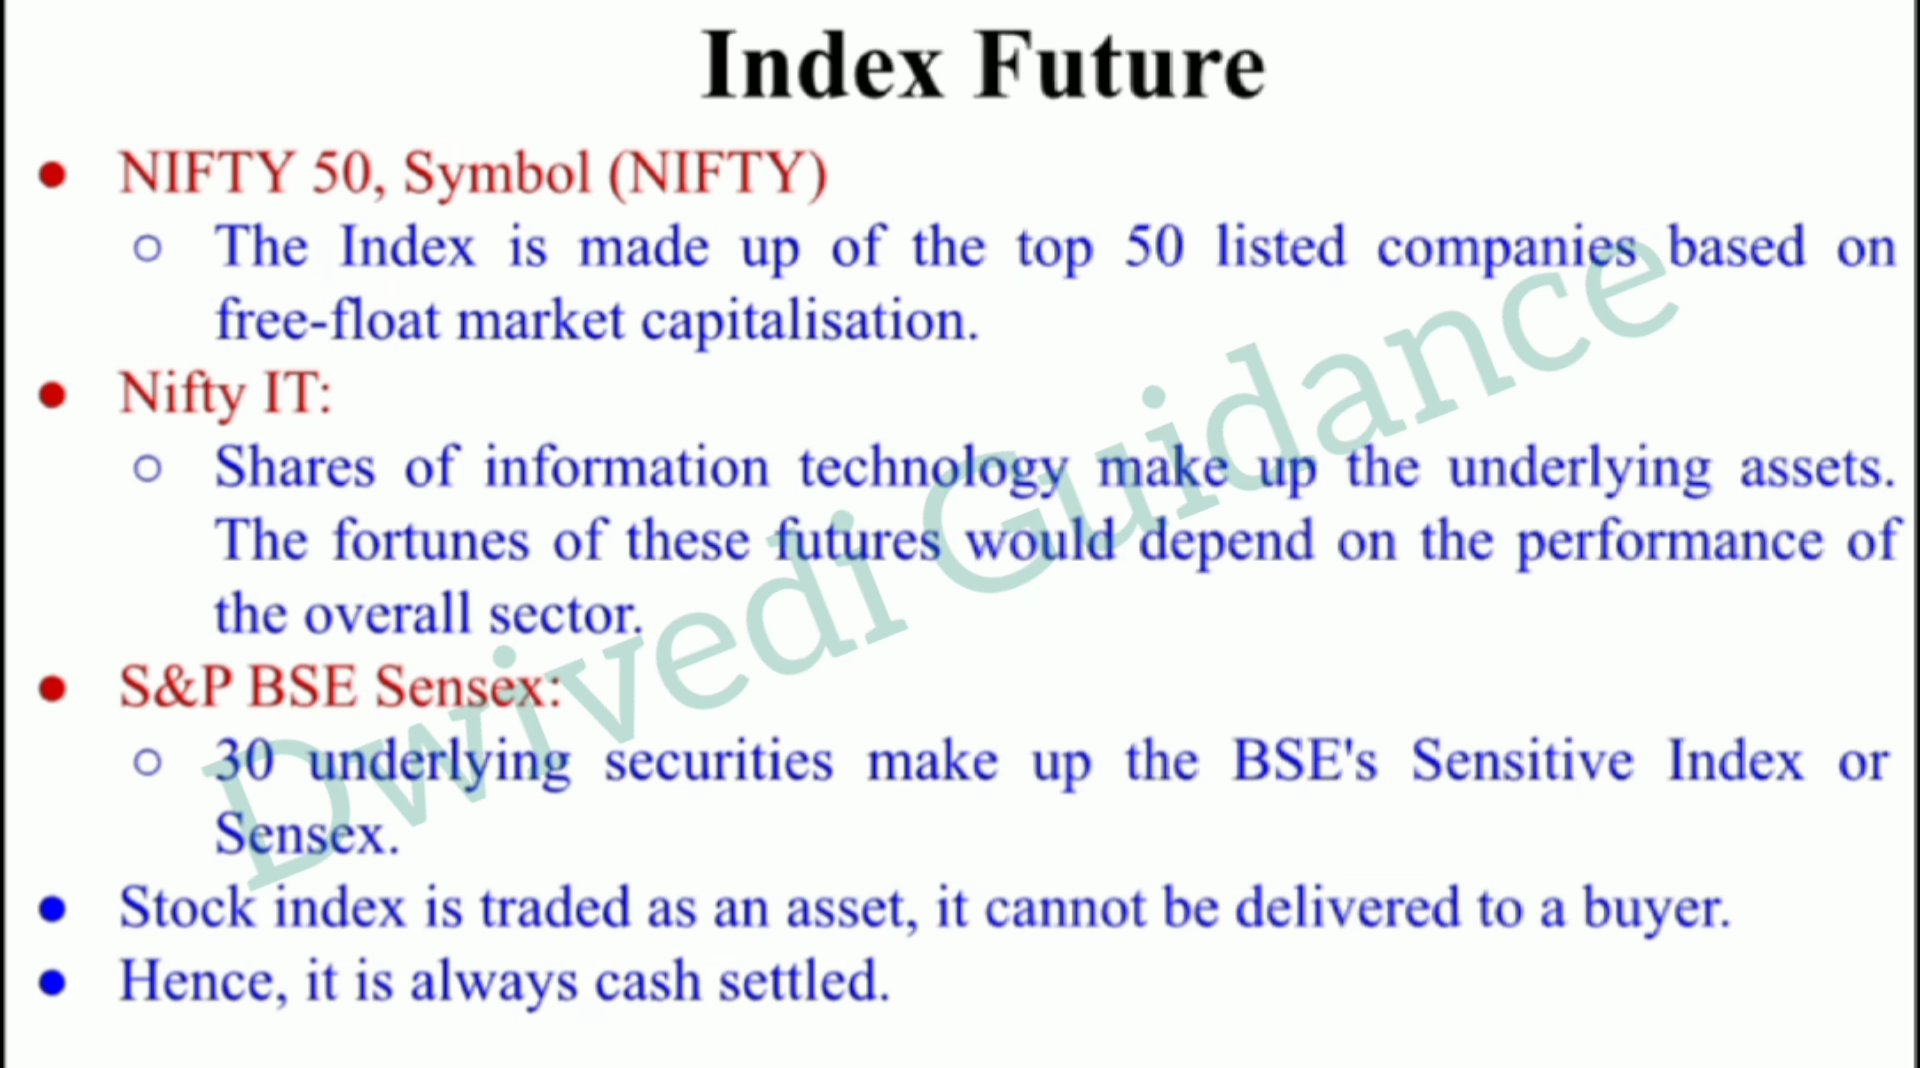 Index Future
● NIFTY 50, Symbol (NIFTY)
○ The Index is made up of the top 50 listed companies based on
free-float market capitalisation.
● Nifty IT:
○ Shares of information technology make up the underlying assets.
The fortunes of these futures would depend on the performance of
the overall sector.
● S&P BSE Sensex:
○ 30 underlying securities make up the BSE's Sensitive Index or
Sensex.
● Stock index is traded as an asset, it cannot be delivered to a buyer.
● Hence, it is always cash settled.
Dwivedi Guidance